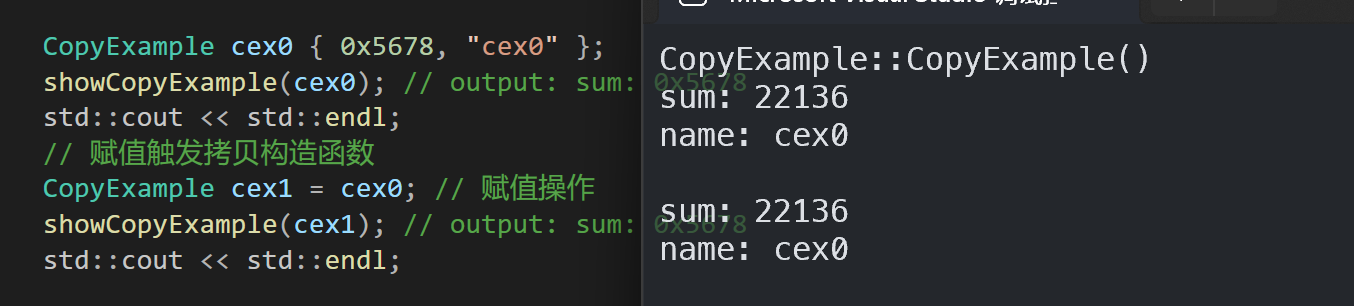 CopyExample cex0 { 0x5678, "cex0" };
showCopyExample(cex0); // output: sum: 0x5678
std::cout << std::endl;
// 赋值触发拷贝构造函数
CopyExample cex1 = cex0; // 赋值操作
showCopyExample(cex1); // output: sum: 0x5678
std::cout << std::endl;
CopyExample::CopyExample()
sum: 22136
name: cex0
sum: 22136
name: cex0